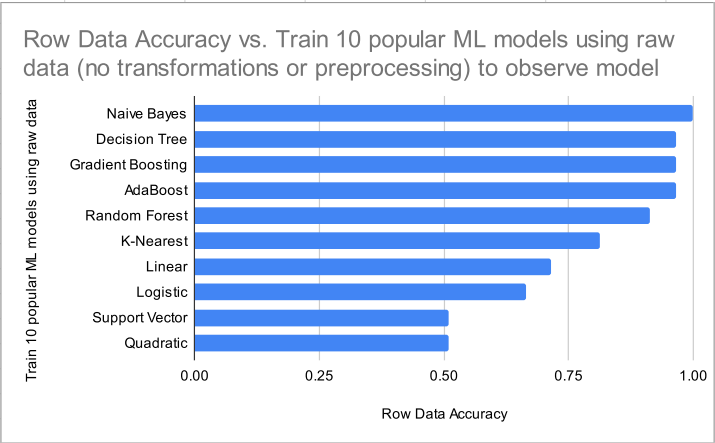 Row Data Accuracy vs. Train 10 popular ML models using raw
data (no transformations or preprocessing) to observe model
Train 10 popular ML models using raw data
Naive Bayes
Decision Tree
Gradient Boosting
AdaBoost
Random Forest
K-Nearest
Linear
Logistic
Support Vector
Quadratic
0.00 0.25 0.50 0.75 1.00
Row Data Accuracy